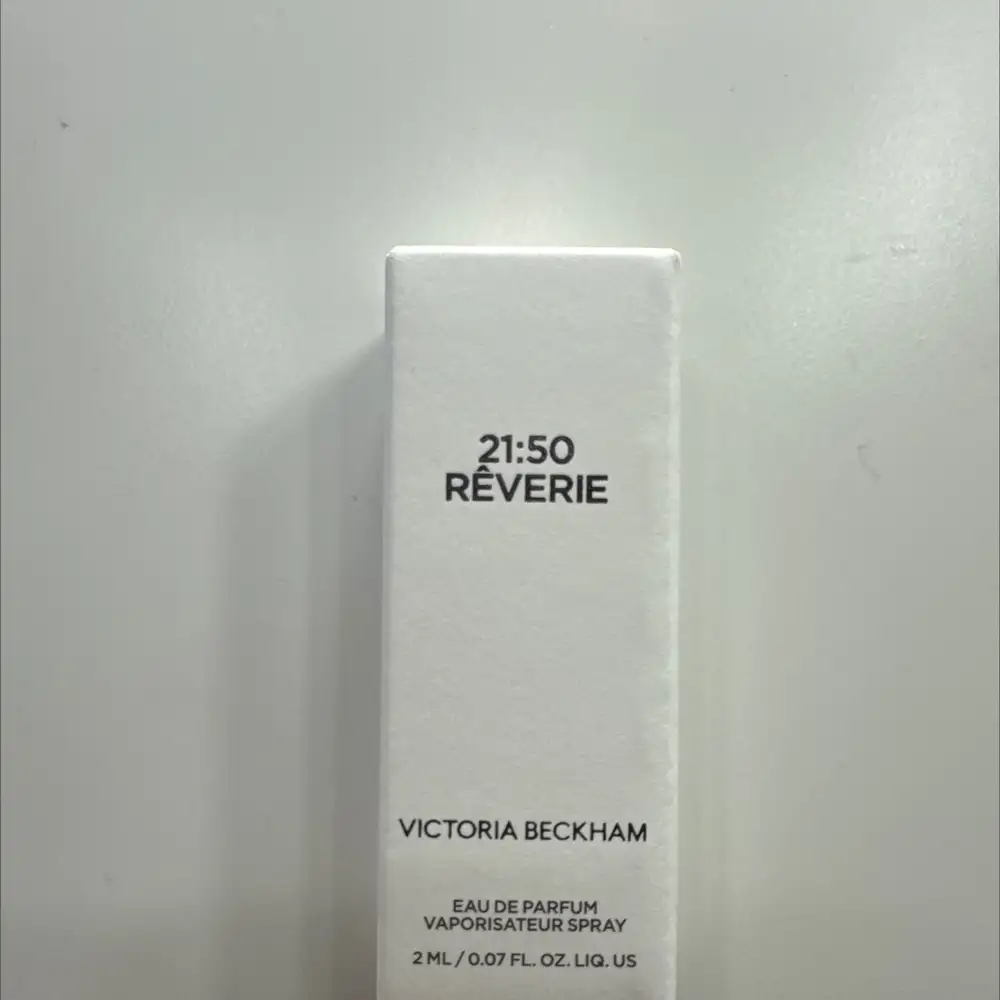 21:50
RÊVERIE
VICTORIA BECKHAM
EAU DE PARFUM
VAPORISATEUR SPRAY
2 ML / 0.07 FL. OZ. LIQ. US